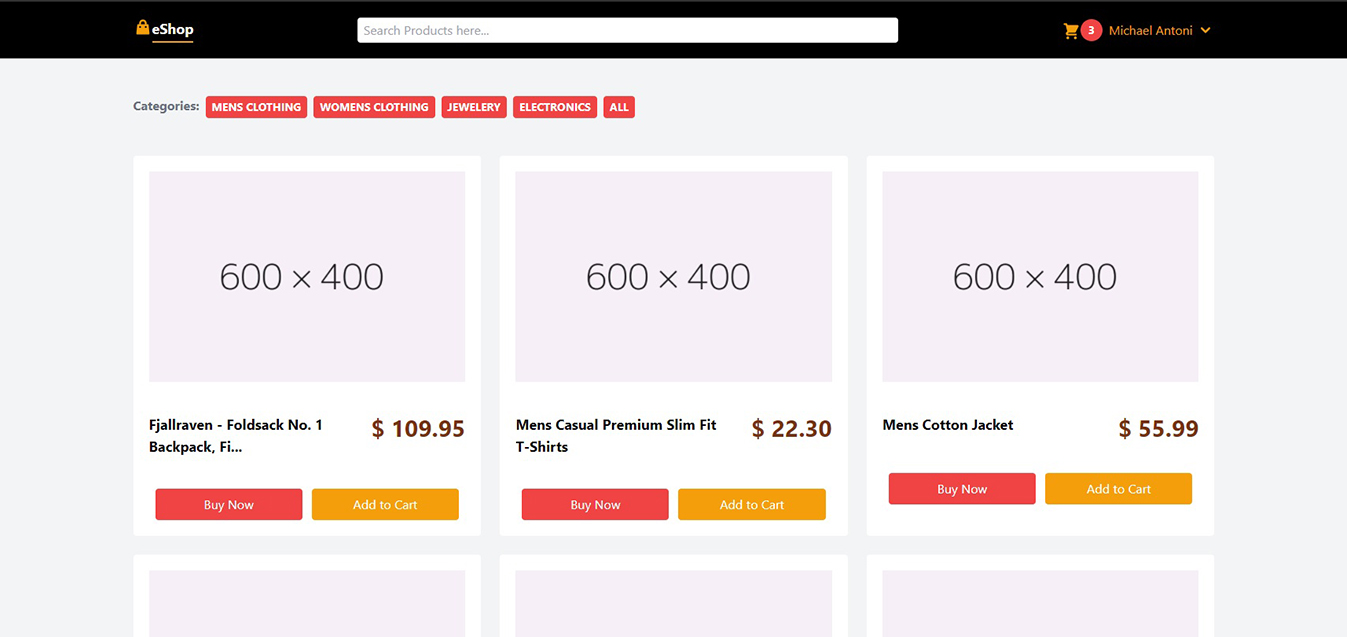 eShop
Search Products here...
3
Michael Antoni
Categories: MENS CLOTHING WOMENS CLOTHING JEWELERY ELECTRONICS ALL
600 × 400
600 × 400
600 × 400
Fjallraven - Foldsack No. 1
Backpack, Fi...
$ 109.95
Mens Casual Premium Slim Fit
T-Shirts
$ 22.30
Mens Cotton Jacket
$ 55.99
Buy Now
Add to Cart
Buy Now
Add to Cart
Buy Now
Add to Cart